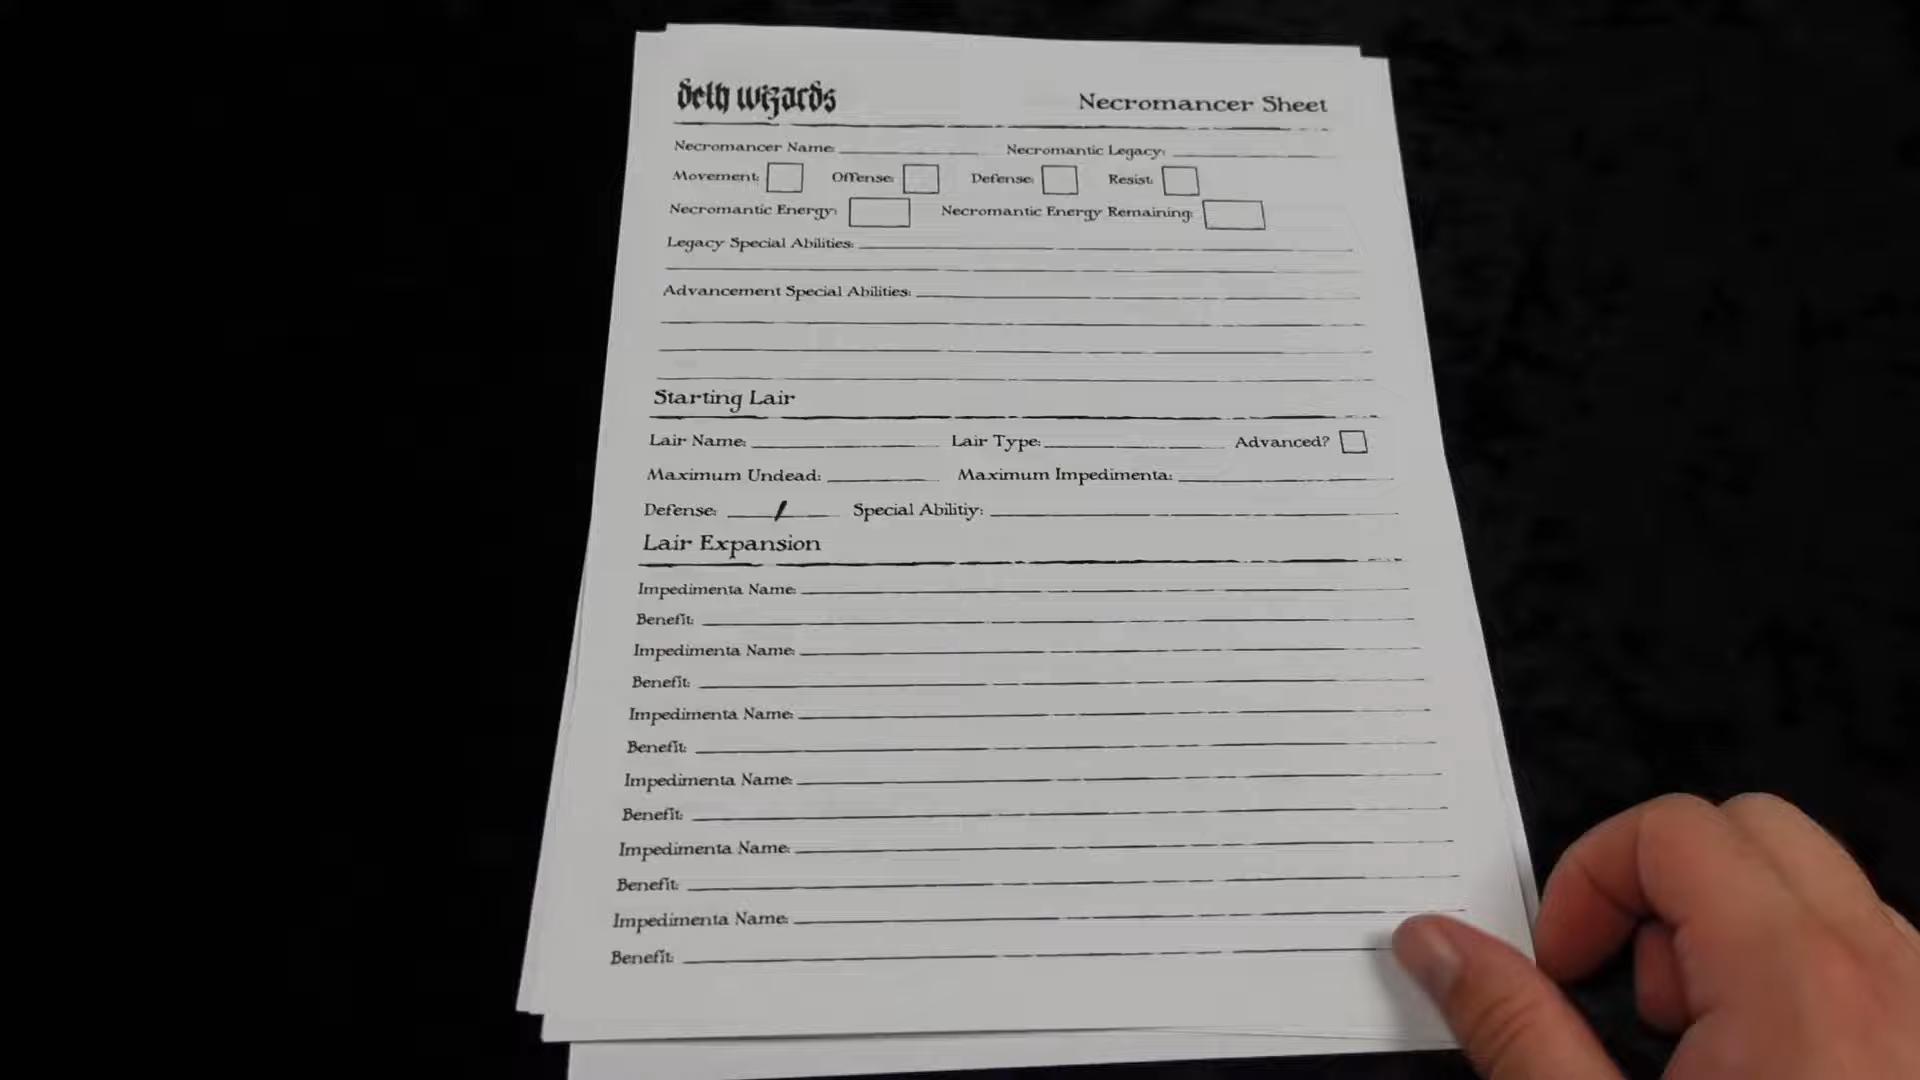 deth wizards Necromancer Sheet
Necromancer Name: Necromantic Legacy:
Movement: Offense: Defense: Resist:
Necromantic Energy: Necromantic Energy Remaining:
Legacy Special Abilities:
Advancement Special Abilities:
Starting Lair
Lair Name: Lair Type: Advanced?
Maximum Undead: Maximum Impedimenta:
Defense: / Special Abilitiy:
Lair Expansion
Impedimenta Name:
Benefit:
Impedimenta Name:
Benefit:
Impedimenta Name:
Benefit:
Impedimenta Name:
Benefit:
Impedimenta Name:
Benefit:
Impedimenta Name:
Benefit: